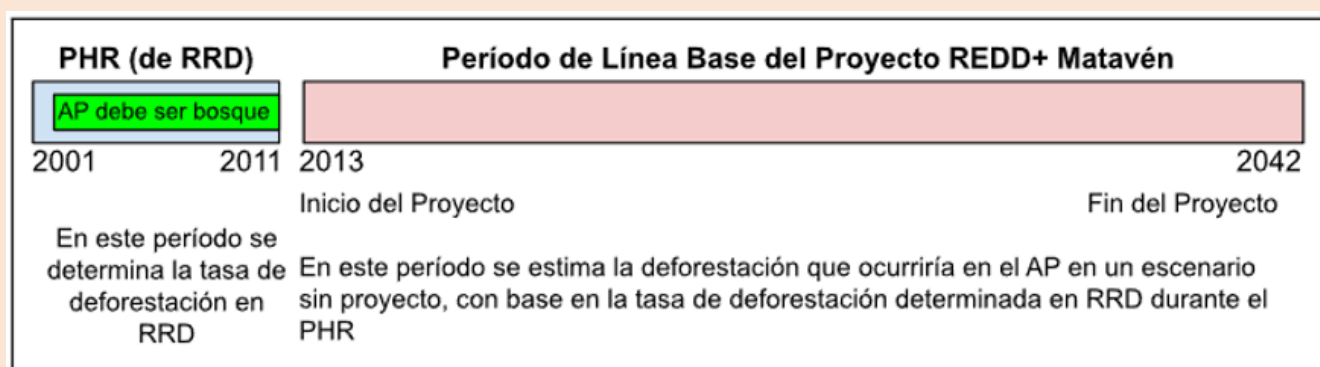 PHR (de RRD)
Período de Línea Base del Proyecto REDD+ Matavén
AP debe ser bosque
2001 2011 2013 2042
Inicio del Proyecto
Fin del Proyecto
En este período se
determina la tasa de
deforestación en
RRD
En este período se estima la deforestación que ocurriría en el AP en un escenario
sin proyecto, con base en la tasa de deforestación determinada en RRD durante el
PHR